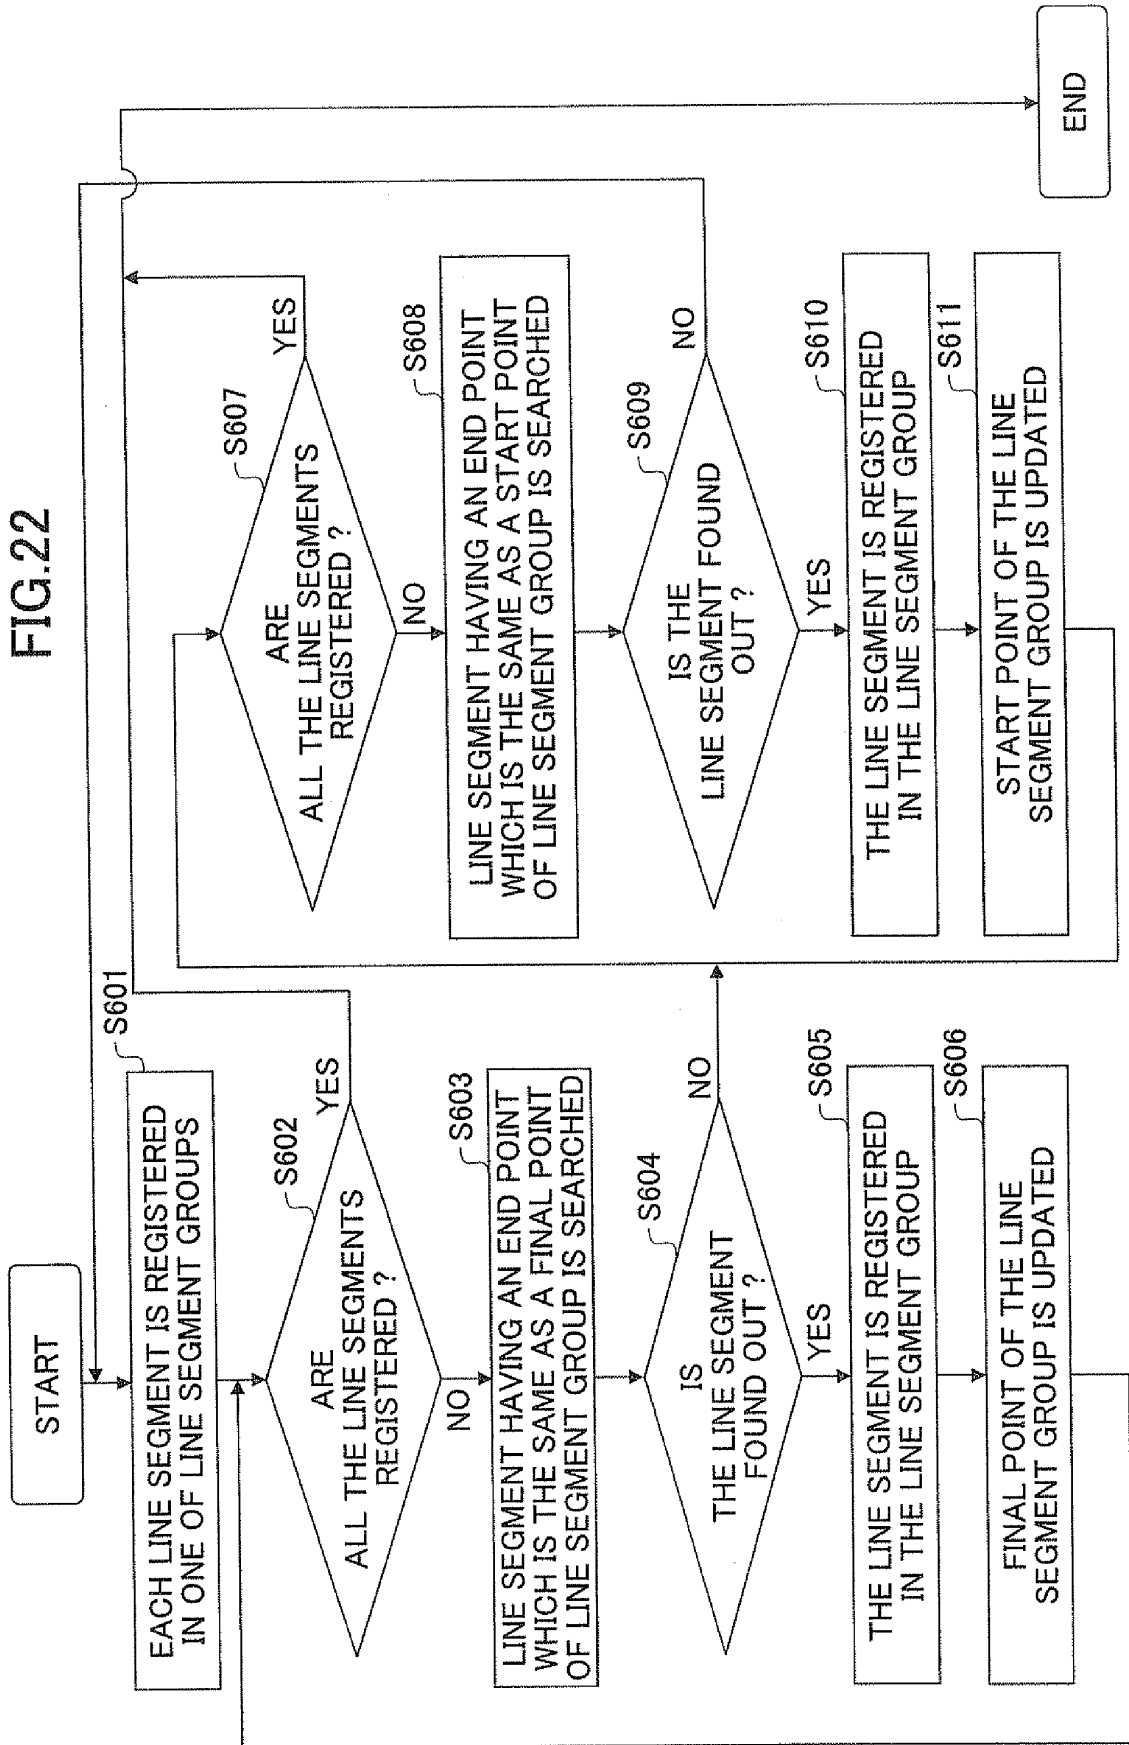 FIG.22
START
S601
EACH LINE SEGMENT IS REGISTERED
IN ONE OF LINE SEGMENT GROUPS
S602
ARE
ALL THE LINE SEGMENTS
REGISTERED ?
YES
NO
S603
LINE SEGMENT HAVING AN END POINT
WHICH IS THE SAME AS A FINAL POINT
OF LINE SEGMENT GROUP IS SEARCHED
S604
IS
THE LINE SEGMENT
FOUND OUT ?
NO
YES
S605
THE LINE SEGMENT IS REGISTERED
IN THE LINE SEGMENT GROUP
S606
FINAL POINT OF THE LINE
SEGMENT GROUP IS UPDATED
S607
ARE
ALL THE LINE SEGMENTS
REGISTERED ?
YES
NO
S608
LINE SEGMENT HAVING AN END POINT
WHICH IS THE SAME AS A START POINT
OF LINE SEGMENT GROUP IS SEARCHED
S609
IS THE
LINE SEGMENT FOUND
OUT ?
NO
YES
S610
THE LINE SEGMENT IS REGISTERED
IN THE LINE SEGMENT GROUP
S611
START POINT OF THE LINE
SEGMENT GROUP IS UPDATED
END